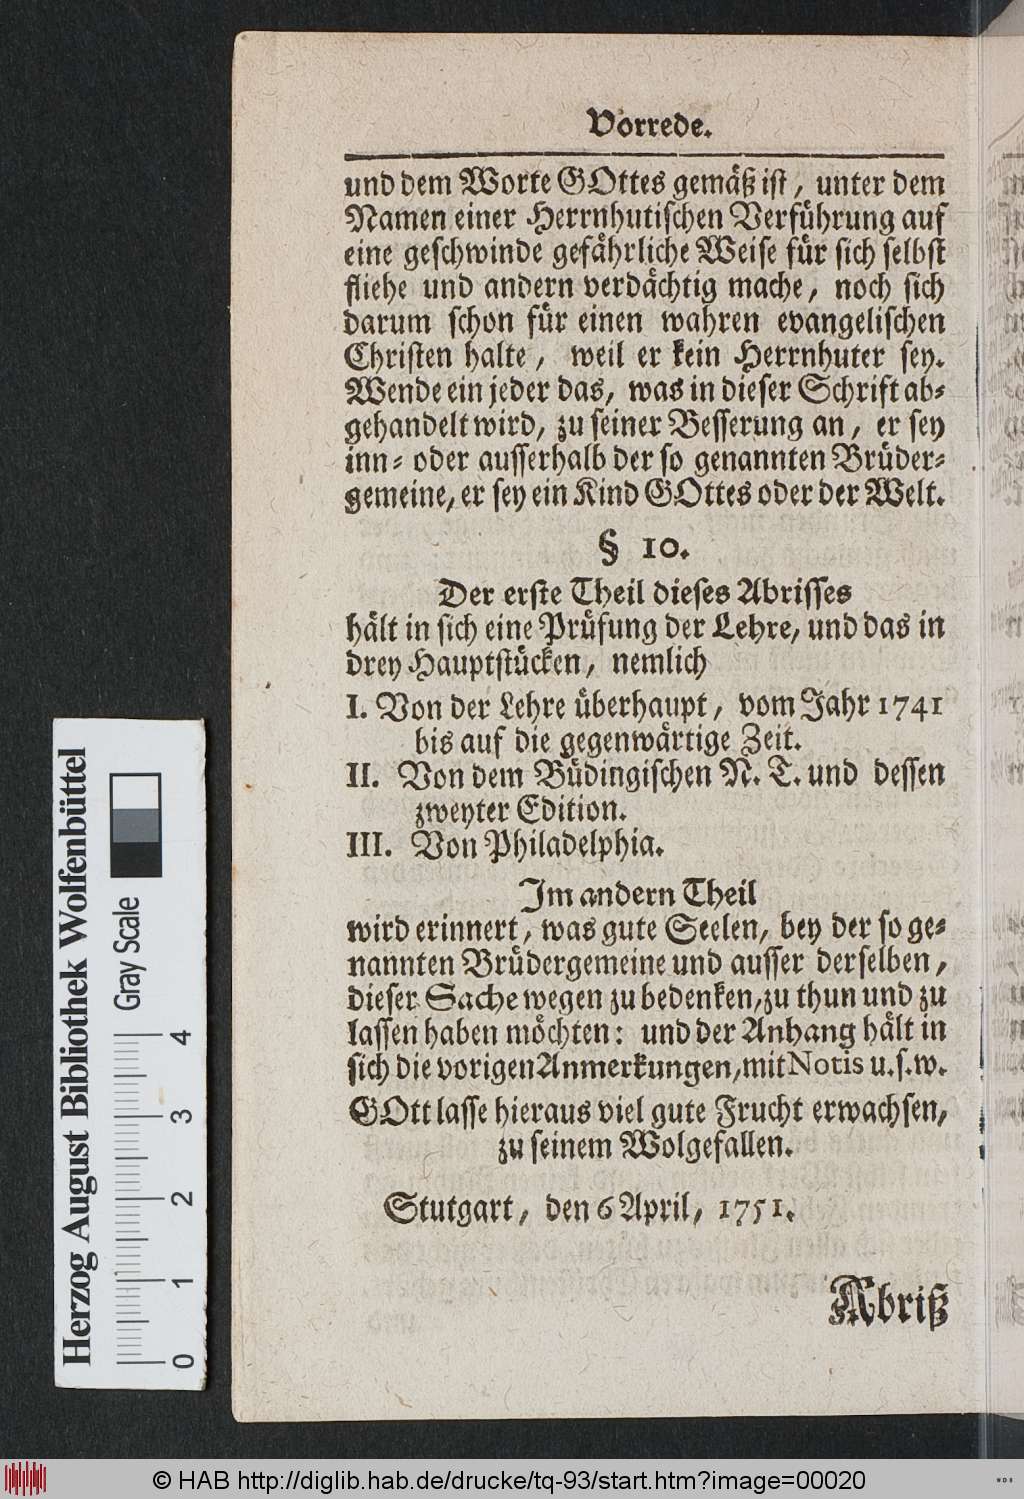 Vorrede.
und dem Worte GOttes gemäß ist, unter dem
Namen einer Herrnhutischen Verführung auf
eine geschwinde gefährliche Weise für sich selbst
fliehe und andern verdächtig mache, noch sich
darum schon für einen wahren evangelischen
Christen halte, weil er kein Herrnhuter sey.
Wende ein jeder das, was in dieser Schrift ab-
gehandelt wird, zu seiner Besserung an, er sey
inn- oder ausserhalb der so genannten Brüder-
gemeine, er sey ein Kind GOttes oder der Welt.
§ 10.
Der erste Theil dieses Abrisses
hält in sich eine Prüfung der Lehre, und das in
drey Hauptstücken, nemlich
I. Von der Lehre überhaupt, vom Jahr 1741
bis auf die gegenwärtige Zeit.
II. Von dem Büdingischen N. T. und dessen
zweyter Edition.
III. Von Philadelphia.
Im andern Theil
wird erinnert, was gute Seelen, bey der so ge-
nannten Brüdergemeine und ausser derselben,
dieser Sache wegen zu bedenken, zu thun und zu
lassen haben möchten: und der Anhang hält in
sich die vorigen Anmerkungen, mit Notis u. s. w.
GOtt lasse hieraus viel gute Frucht erwachsen,
zu seinem Wolgefallen.
Stutgart, den 6 April, 1751.
Abriß
Herzog August Bibliothek Wolfenbüttel
Gray Scale
0 1 2 3 4
© HAB http://diglib.hab.de/drucke/tq-93/start.htm?image=00020